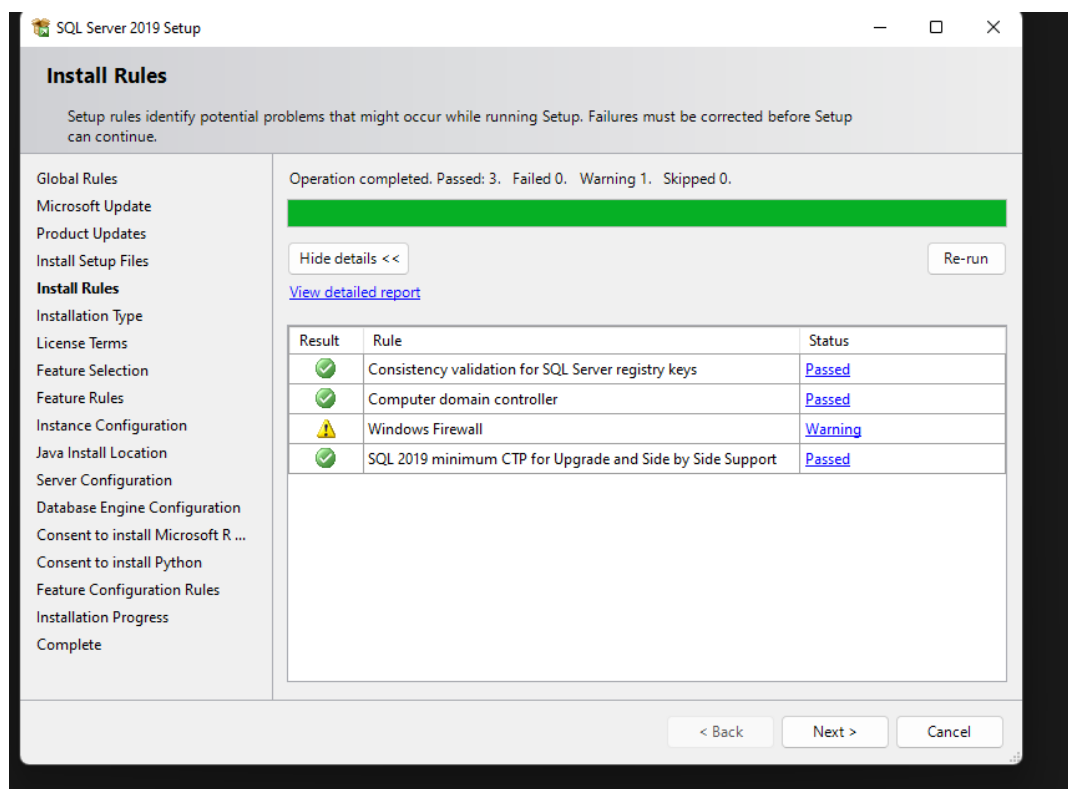 SQL Server 2019 Setup
Install Rules
Setup rules identify potential problems that might occur while running Setup. Failures must be corrected before Setup
can continue.
Global Rules
Microsoft Update
Product Updates
Install Setup Files
Install Rules
Installation Type
License Terms
Feature Selection
Feature Rules
Instance Configuration
Java Install Location
Server Configuration
Database Engine Configuration
Consent to install Microsoft R ...
Consent to install Python
Feature Configuration Rules
Installation Progress
Complete
Operation completed. Passed: 3. Failed 0. Warning 1. Skipped 0.
Hide details <<
Re-run
View detailed report
Result Rule Status
Consistency validation for SQL Server registry keys Passed
Computer domain controller Passed
Windows Firewall Warning
SQL 2019 minimum CTP for Upgrade and Side by Side Support Passed
< Back Next > Cancel